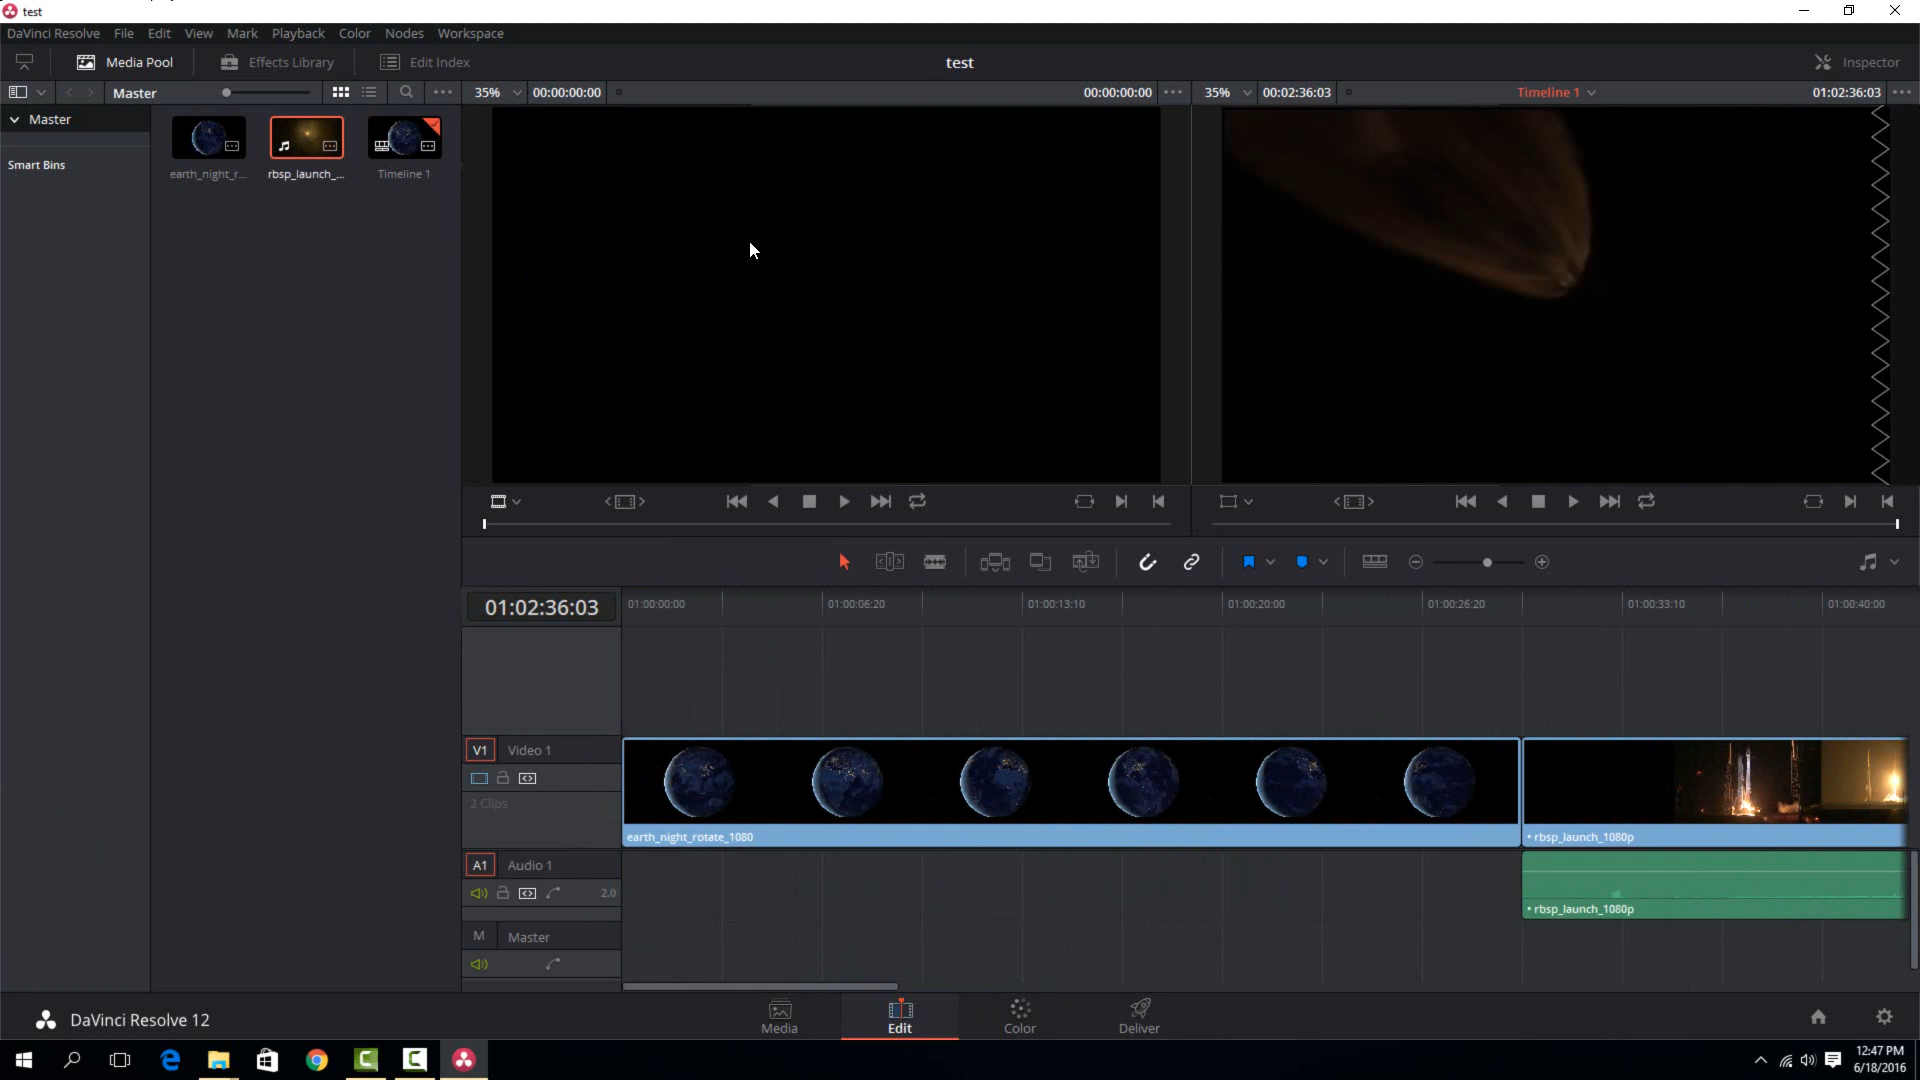 test
DaVinci Resolve File Edit View Mark Playback Color Nodes Workspace
Media Pool Effects Library Edit Index test Inspector
Master 35% 00:00:00:00 00:00:00:00 35% 00:02:36:03 Timeline 1 01:02:36:03
Master
Smart Bins
earth_night_r... rbsp_launch_... Timeline 1
01:02:36:03 01:00:00:00 01:00:06:20 01:00:13:10 01:00:20:00 01:00:26:20 01:00:33:10 01:00:40:00
V1 Video 1
2 Clips
earth_night_rotate_1080 • rbsp_launch_1080p
A1 Audio 1
2.0
• rbsp_launch_1080p
M Master
DaVinci Resolve 12
Media Edit Color Deliver
12:47 PM
6/18/2016